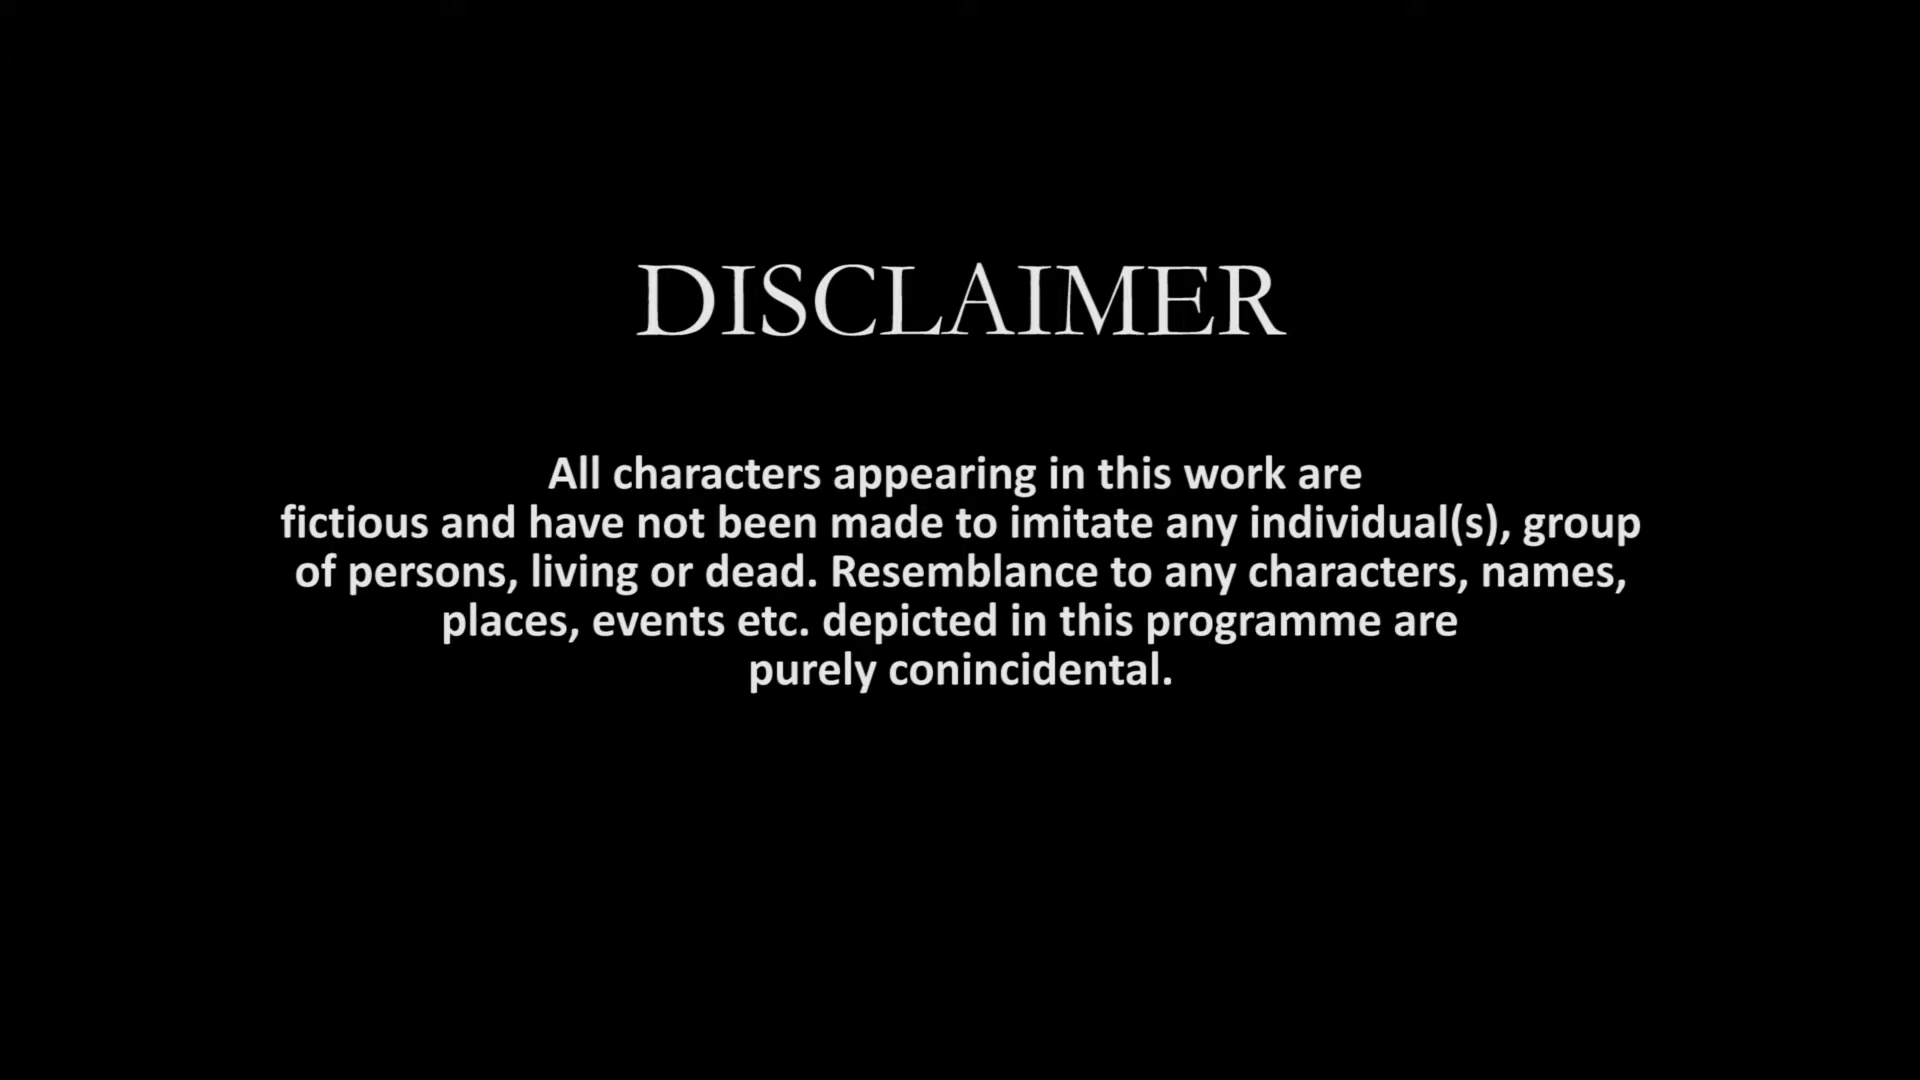 DISCLAIMER
All characters appearing in this work are
fictious and have not been made to imitate any individual(s), group
of persons, living or dead. Resemblance to any characters, names,
places, events etc. depicted in this programme are
purely conincidental.